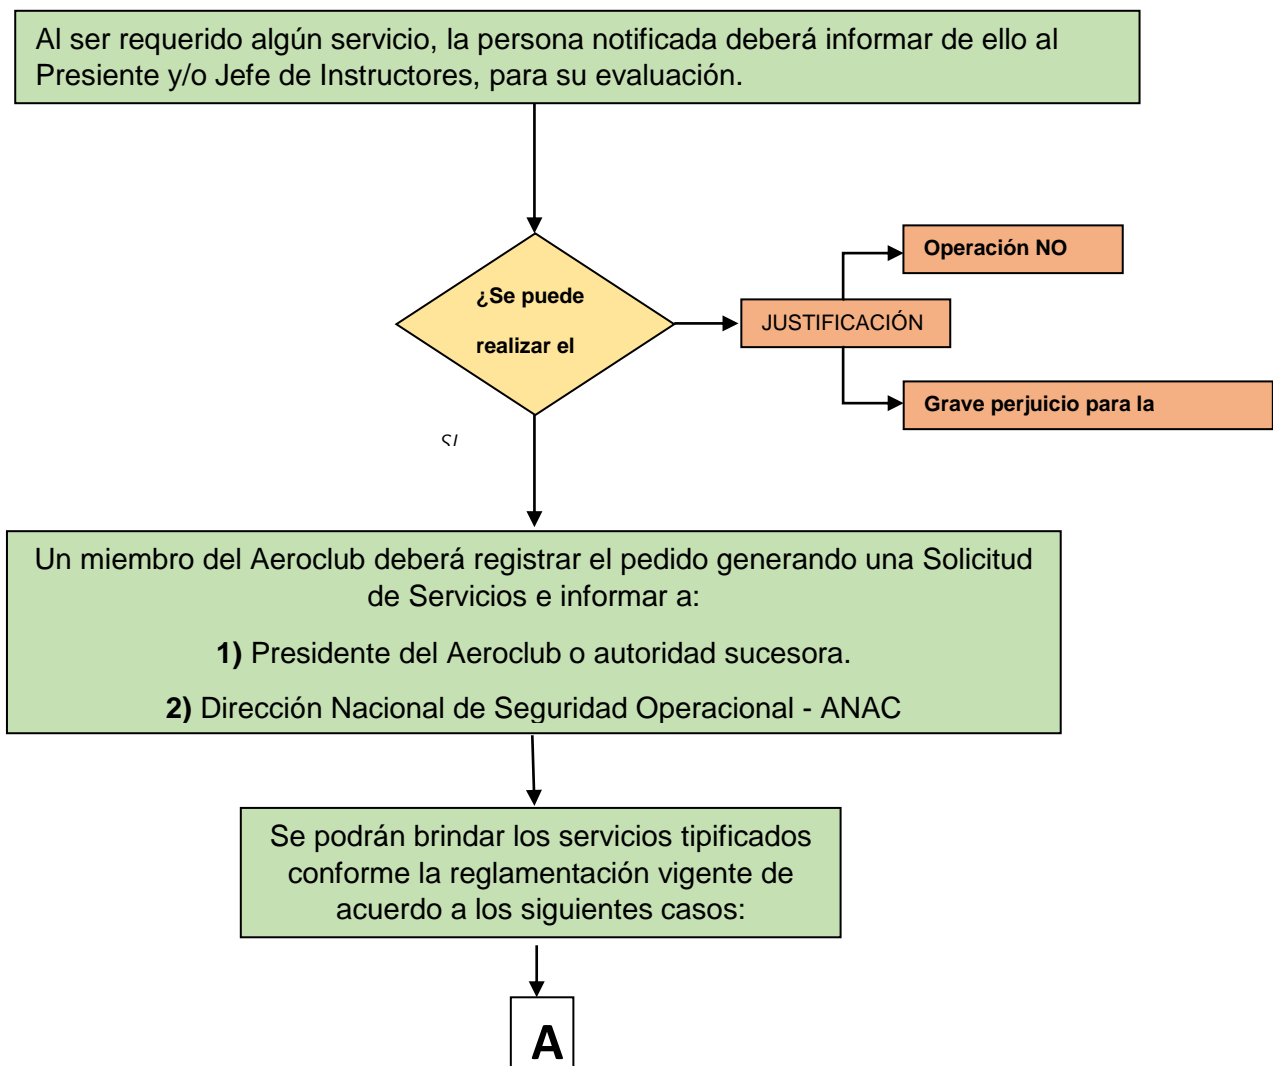 Al ser requerido algún servicio, la persona notificada deberá informar de ello al
Presiente y/o Jefe de Instructores, para su evaluación.
¿Se puede
realizar el
Operación NO
JUSTIFICACIÓN
Grave perjuicio para la
SI
Un miembro del Aeroclub deberá registrar el pedido generando una Solicitud
de Servicios e informar a:
1) Presidente del Aeroclub o autoridad sucesora.
2) Dirección Nacional de Seguridad Operacional - ANAC
Se podrán brindar los servicios tipificados
conforme la reglamentación vigente de
acuerdo a los siguientes casos:
A